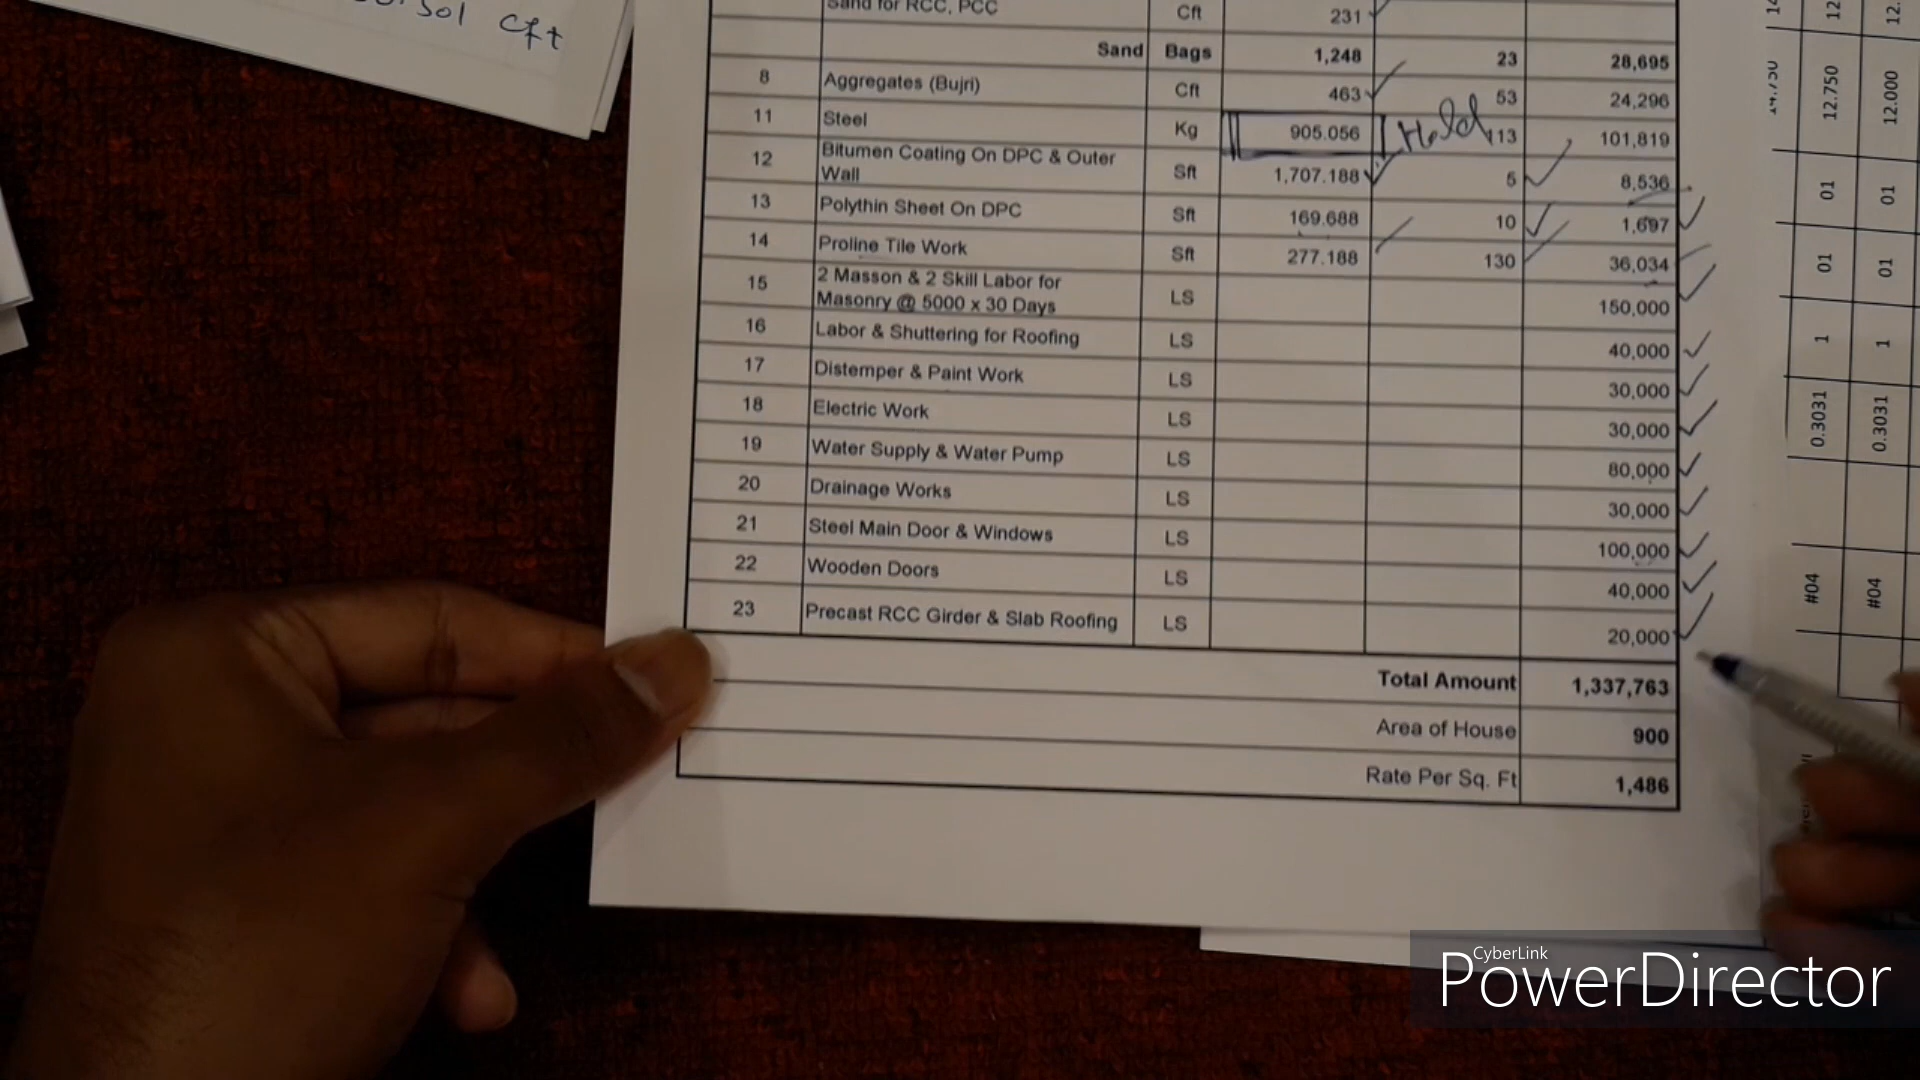 sol cft
Sand for RCC, PCC Cft 231
Sand Bags 1,248 23 28,695
8 Aggregates (Bujri) Cft 463 53 24,296
11 Steel Kg 905.056 Hold 113 101,819
12 Bitumen Coating On DPC & Outer
Wall Sft 1,707.188 5 8,536
13 Polythin Sheet On DPC Sft 169.688 10 1,697
14 Proline Tile Work Sft 277.188 130 36,034
15 2 Masson & 2 Skill Labor for
Masonry @ 5000 x 30 Days LS 150,000
16 Labor & Shuttering for Roofing LS 40,000
17 Distemper & Paint Work LS 30,000
18 Electric Work LS 30,000
19 Water Supply & Water Pump LS 80,000
20 Drainage Works LS 30,000
21 Steel Main Door & Windows LS 100,000
22 Wooden Doors LS 40,000
23 Precast RCC Girder & Slab Roofing LS 20,000
Total Amount 1,337,763
Area of House 900
Rate Per Sq. Ft 1,486
#04 0.3031 1 01 01 12.750
#04 0.3031 1 01 01 12.000
CyberLink
PowerDirector